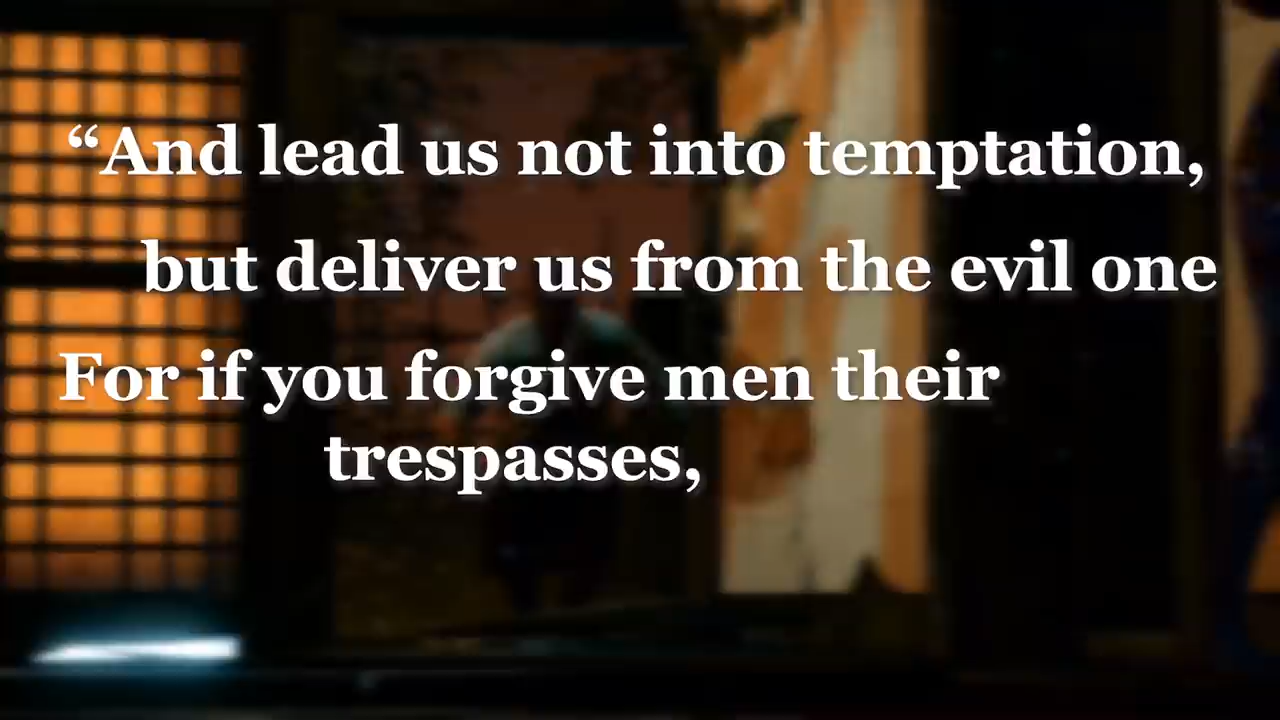 “And lead us not into temptation,
but deliver us from the evil one
For if you forgive men their
trespasses,